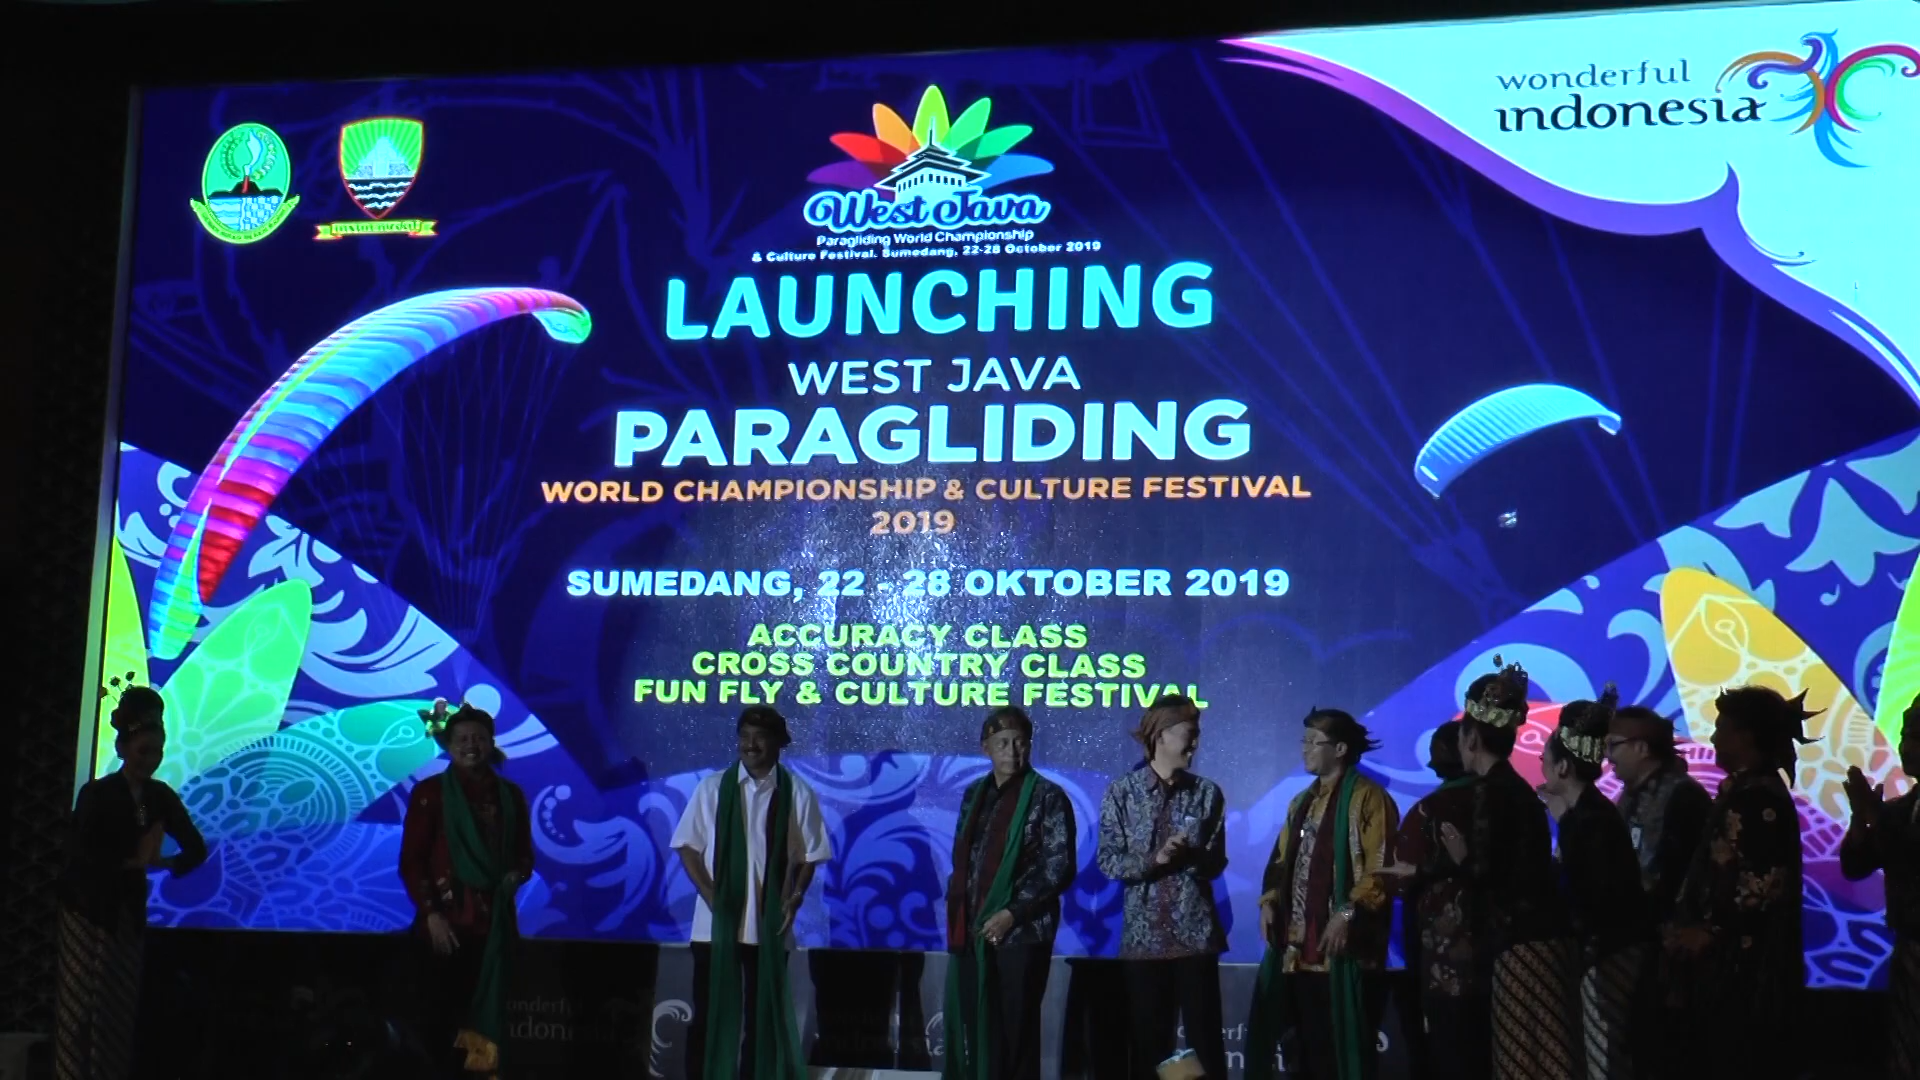 wonderful
indonesia
West Java
Paragliding World Championship
& Culture Festival. Sumedang, 22-28 October 2019
LAUNCHING
WEST JAVA
PARAGLIDING
WORLD CHAMPIONSHIP & CULTURE FESTIVAL
2019
SUMEDANG, 22 - 28 OKTOBER 2019
ACCURACY CLASS
CROSS COUNTRY CLASS
FUN FLY & CULTURE FESTIVAL